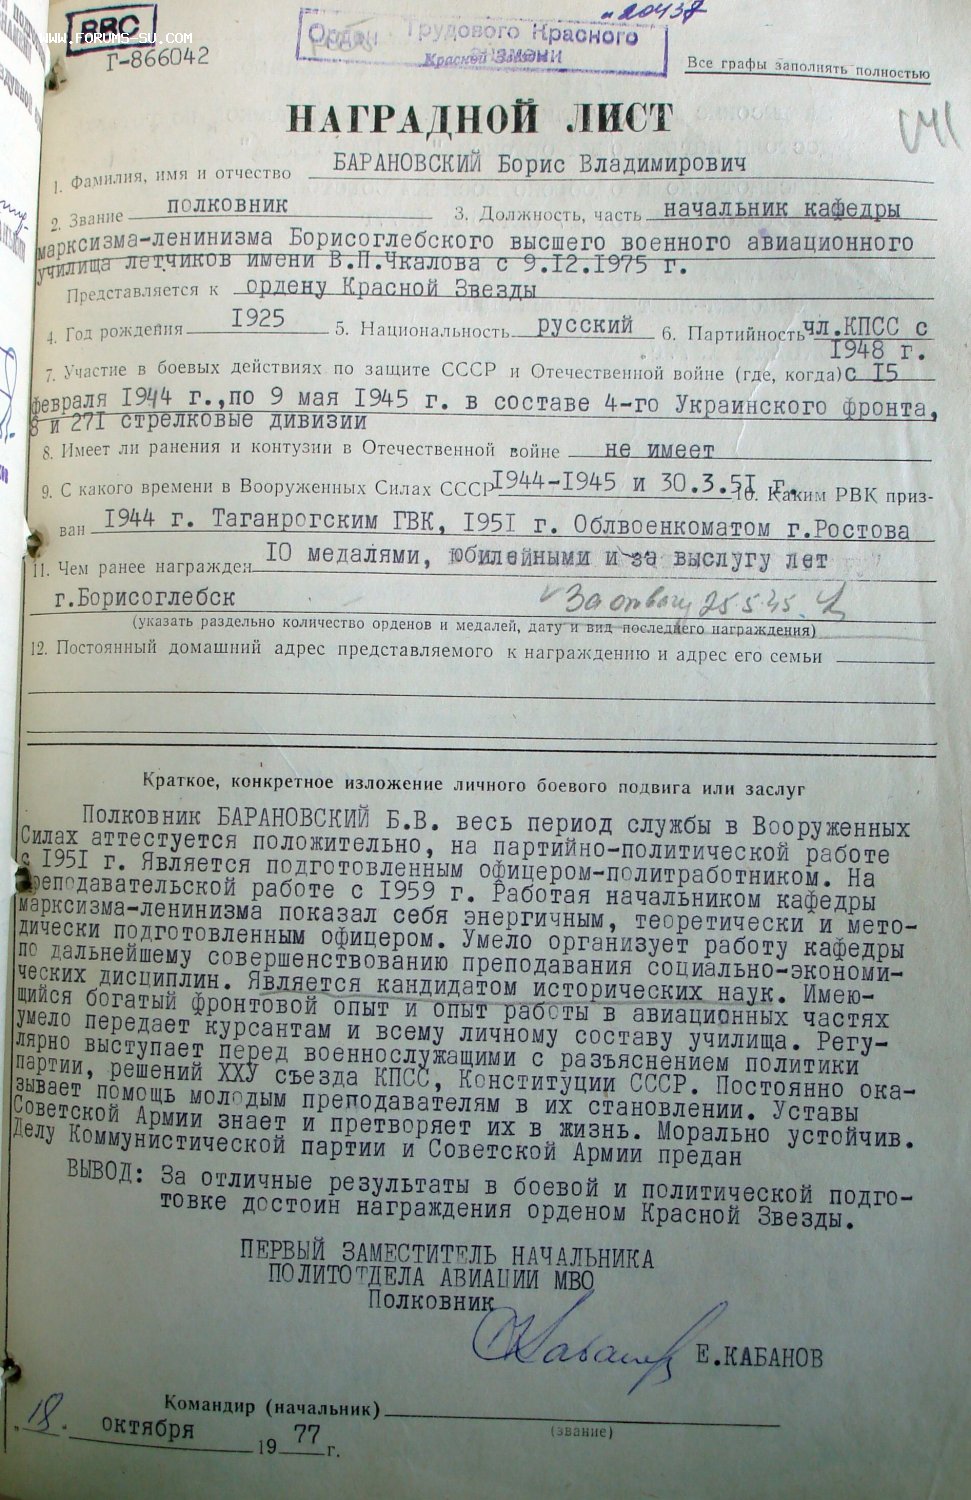 ВВС
www.forums-su.com
Г-866042
Орден Трудового Красного
Знамени
Красной Звезды
Все графы заполнять полностью
НАГРАДНОЙ ЛИСТ
1. Фамилия, имя и отчество БАРАНОВСКИЙ Борис Владимирович
2. Звание полковник 3. Должность, часть начальник кафедры
марксизма-ленинизма Борисоглебского высшего военного авиационного
училища летчиков имени В.П.Чкалова с 9.12.1975 г.
Представляется к ордену Красной Звезды
4. Год рождения 1925 5. Национальность русский 6. Партийность чл.КПСС с
1948 г.
7. Участие в боевых действиях по защите СССР и Отечественной войне (где, когда) с 15
февраля 1944 г.,по 9 мая 1945 г. в составе 4-го Украинского фронта,
8 и 271 стрелковые дивизии
8. Имеет ли ранения и контузии в Отечественной войне не имеет
9. С какого времени в Вооруженных Силах СССР 1944-1945 и 30.3.51 г. 10. Каким РВК приз-
ван 1944 г. Таганрогским ГВК, 1951 г. Облвоенкоматом г.Ростова
11. Чем ранее награжден 10 медалями, юбилейными и за выслугу лет
г.Борисоглебск За отвагу 25.5.45.
(указать раздельно количество орденов и медалей, дату и вид последнего награждения)
12. Постоянный домашний адрес представляемого к награждению и адрес его семьи
Краткое, конкретное изложение личного боевого подвига или заслуг
Полковник БАРАНОВСКИЙ Б.В. весь период службы в Вооруженных
Силах аттестуется положительно, на партийно-политической работе
с 1951 г. Является подготовленным офицером-политработником. На
преподавательской работе с 1959 г. Работая начальником кафедры
марксизма-ленинизма показал себя энергичным, теоретически и мето-
дически подготовленным офицером. Умело организует работу кафедры
по дальнейшему совершенствованию преподавания социально-экономи-
ческих дисциплин. Является кандидатом исторических наук. Имею-
щийся богатый фронтовой опыт и опыт работы в авиационных частях
умело передает курсантам и всему личному составу училища. Регу-
лярно выступает перед военнослужащими с разъяснением политики
партии, решений ХХУ съезда КПСС, Конституции СССР. Постоянно ока-
зывает помощь молодым преподавателям в их становлении. Уставы
Советской Армии знает и претворяет их в жизнь. Морально устойчив.
Делу Коммунистической партии и Советской Армии предан
ВЫВОД: За отличные результаты в боевой и политической подго-
товке достоин награждения орденом Красной Звезды.
ПЕРВЫЙ ЗАМЕСТИТЕЛЬ НАЧАЛЬНИКА
ПОЛИТОТДЕЛА АВИАЦИИ МВО
Полковник
Е.КАБАНОВ
Командир (начальник)
(звание)
"18" октября 1977 г.